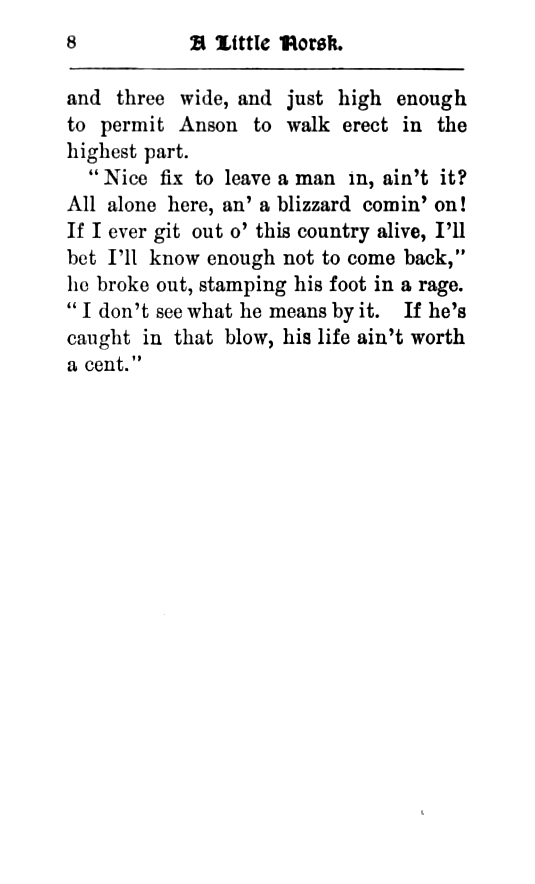 8 A Little Norsk.
and three wide, and just high enough
to permit Anson to walk erect in the
highest part.
"Nice fix to leave a man in, ain't it?
All alone here, an' a blizzard comin' on!
If I ever git out o' this country alive, I'll
bet I'll know enough not to come back,"
he broke out, stamping his foot in a rage.
"I don't see what he means by it. If he's
caught in that blow, his life ain't worth
a cent."